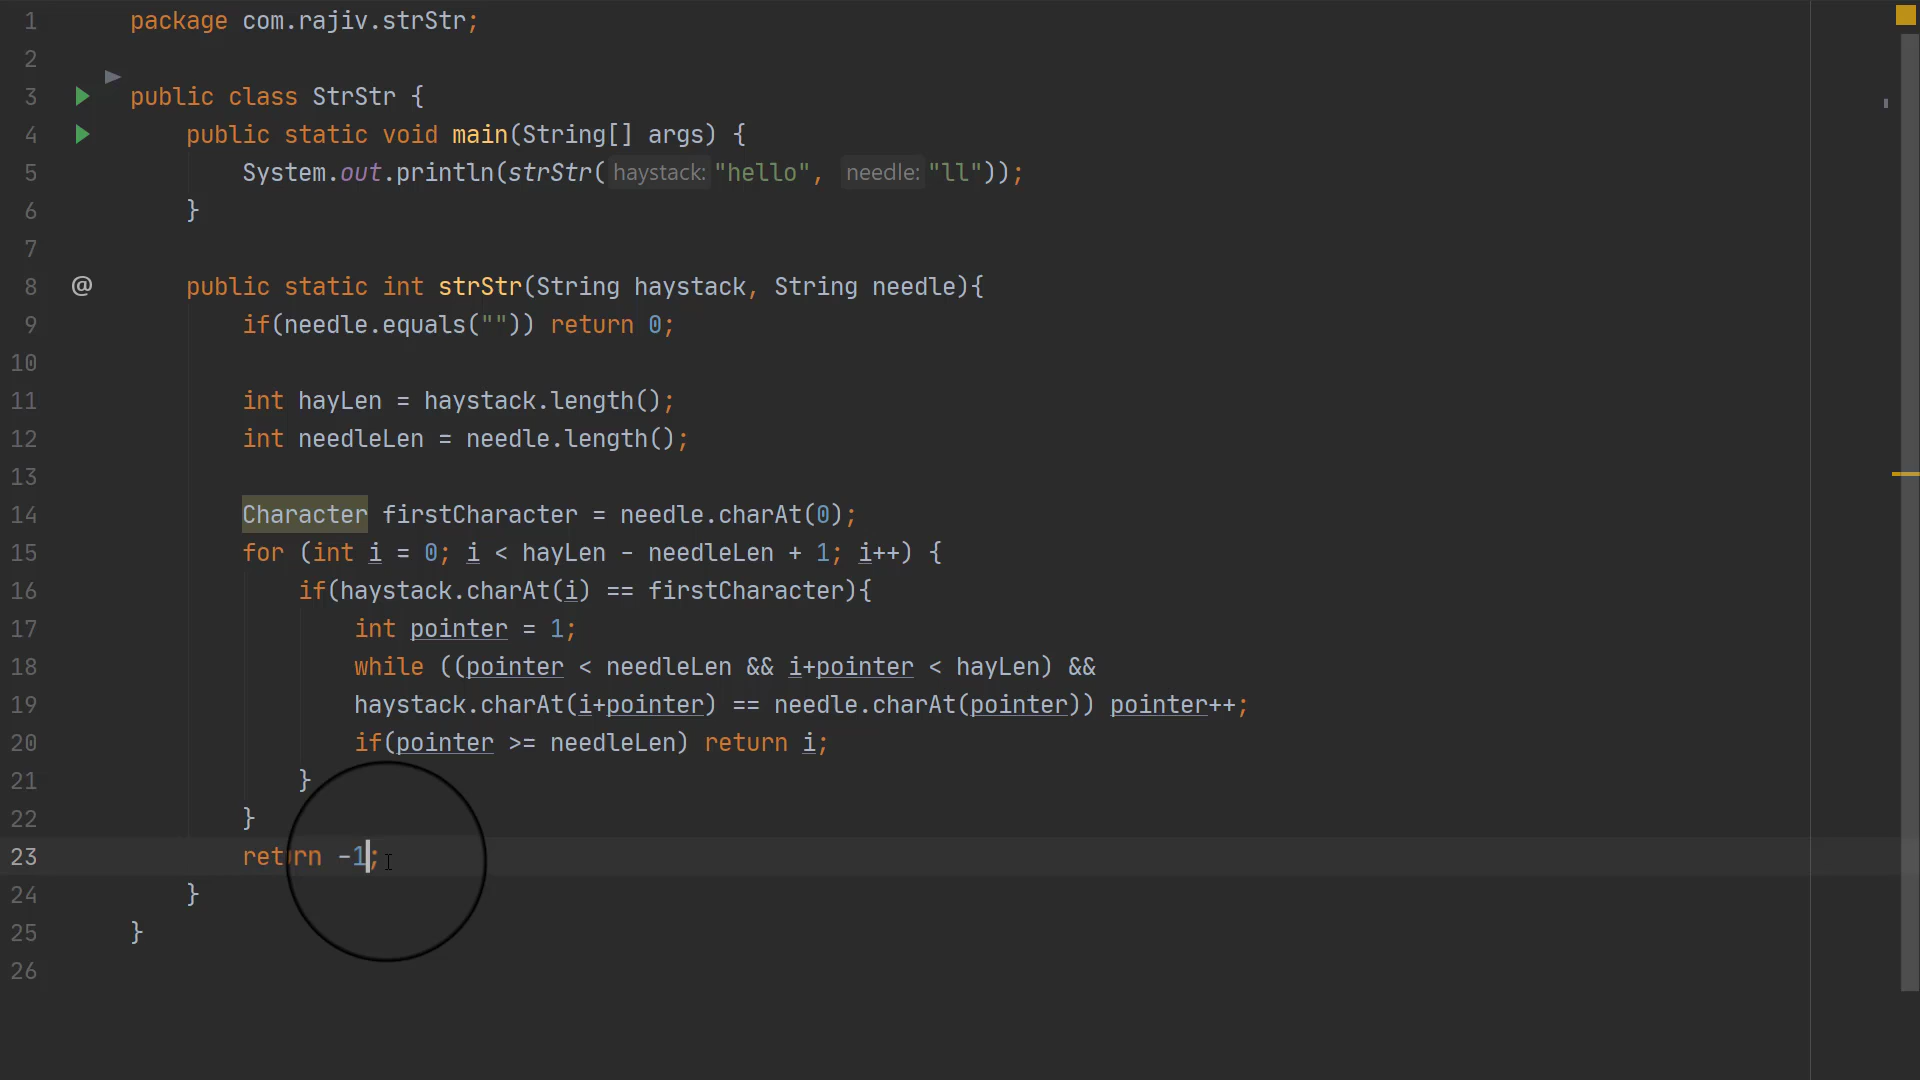 1 package com.rajiv.strStr;
2
3 public class StrStr {
4 public static void main(String[] args) {
5 System.out.println(strStr( haystack: "hello", needle: "ll"));
6 }
7
8 @ public static int strStr(String haystack, String needle){
9 if(needle.equals("")) return 0;
10
11 int hayLen = haystack.length();
12 int needleLen = needle.length();
13
14 Character firstCharacter = needle.charAt(0);
15 for (int i = 0; i < hayLen - needleLen + 1; i++) {
16 if(haystack.charAt(i) == firstCharacter){
17 int pointer = 1;
18 while ((pointer < needleLen && i+pointer < hayLen) &&
19 haystack.charAt(i+pointer) == needle.charAt(pointer)) pointer++;
20 if(pointer >= needleLen) return i;
21 }
22 }
23 return -1;
24 }
25 }
26